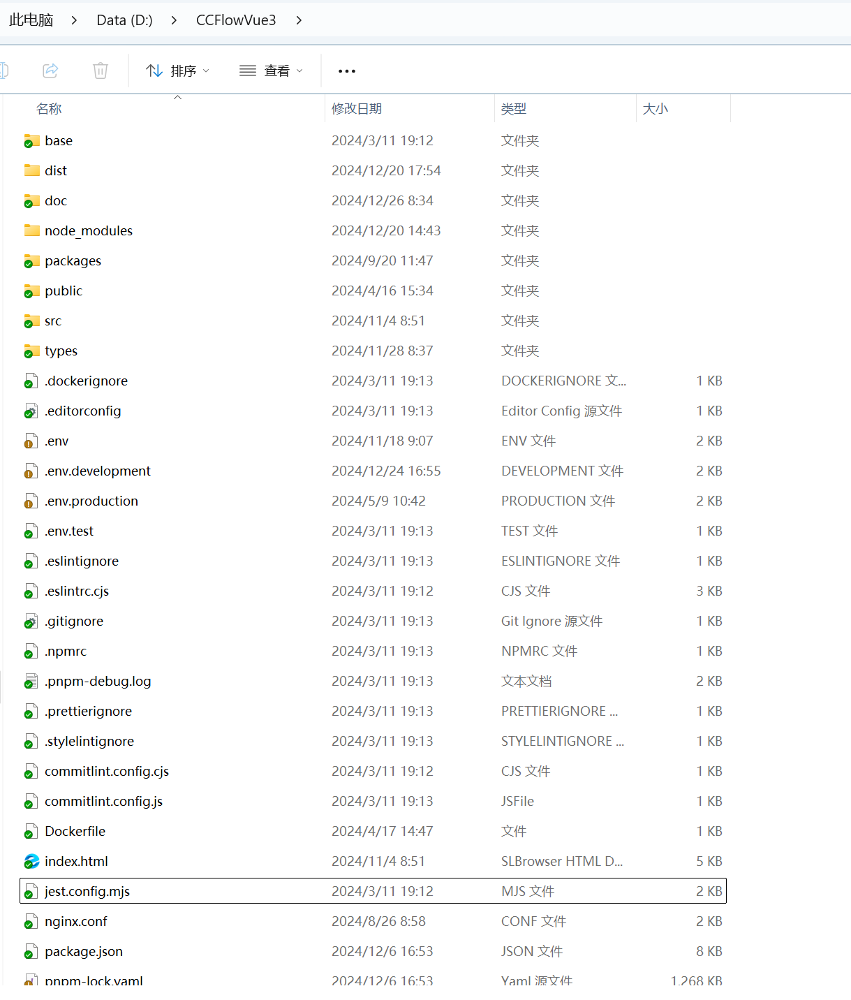 此电脑 > Data (D:) > CCFlowVue3 >
排序 查看 •••
名称 修改日期 类型 大小
base 2024/3/11 19:12 文件夹
dist 2024/12/20 17:54 文件夹
doc 2024/12/26 8:34 文件夹
node_modules 2024/12/20 14:43 文件夹
packages 2024/9/20 11:47 文件夹
public 2024/4/16 15:34 文件夹
src 2024/11/4 8:51 文件夹
types 2024/11/28 8:37 文件夹
.dockerignore 2024/3/11 19:13 DOCKERIGNORE 文... 1 KB
.editorconfig 2024/3/11 19:13 Editor Config 源文件 1 KB
.env 2024/11/18 9:07 ENV 文件 2 KB
.env.development 2024/12/24 16:55 DEVELOPMENT 文件 2 KB
.env.production 2024/5/9 10:42 PRODUCTION 文件 2 KB
.env.test 2024/3/11 19:13 TEST 文件 1 KB
.eslintignore 2024/3/11 19:13 ESLINTIGNORE 文件 1 KB
.eslintrc.cjs 2024/3/11 19:12 CJS 文件 3 KB
.gitignore 2024/3/11 19:13 Git Ignore 源文件 1 KB
.npmrc 2024/3/11 19:13 NPMRC 文件 1 KB
.pnpm-debug.log 2024/3/11 19:13 文本文档 2 KB
.prettierignore 2024/3/11 19:13 PRETTIERIGNORE ... 1 KB
.stylelintignore 2024/3/11 19:13 STYLELINTIGNORE ... 1 KB
commitlint.config.cjs 2024/3/11 19:12 CJS 文件 1 KB
commitlint.config.js 2024/3/11 19:13 JSFile 1 KB
Dockerfile 2024/4/17 14:47 文件 1 KB
index.html 2024/11/4 8:51 SLBrowser HTML D... 5 KB
jest.config.mjs 2024/3/11 19:12 MJS 文件 2 KB
nginx.conf 2024/8/26 8:58 CONF 文件 2 KB
package.json 2024/12/6 16:53 JSON 文件 8 KB
pnpm-lock.yaml 2024/12/6 16:53 Yaml 源文件 1,268 KB